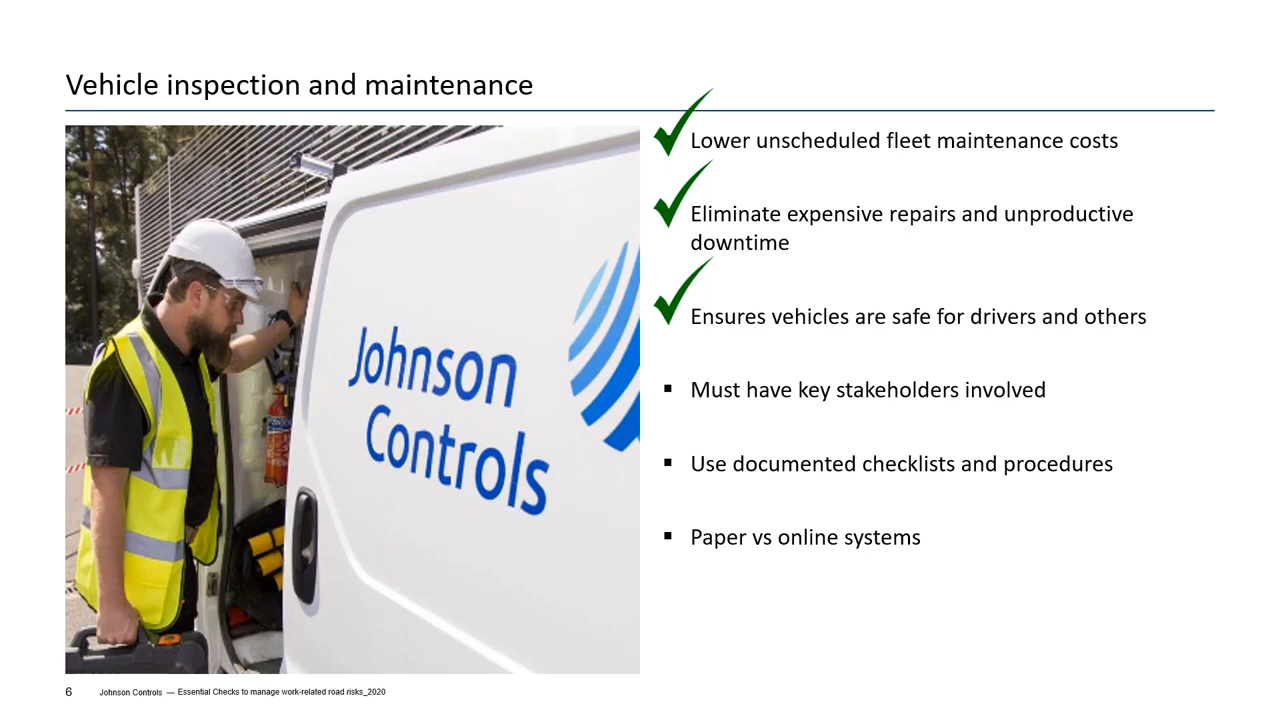 Vehicle inspection and maintenance
Lower unscheduled fleet maintenance costs
Eliminate expensive repairs and unproductive
downtime
Ensures vehicles are safe for drivers and others
Must have key stakeholders involved
Use documented checklists and procedures
Paper vs online systems
Johnson
Controls
6 Johnson Controls — Essential Checks to manage work-related road risks_2020